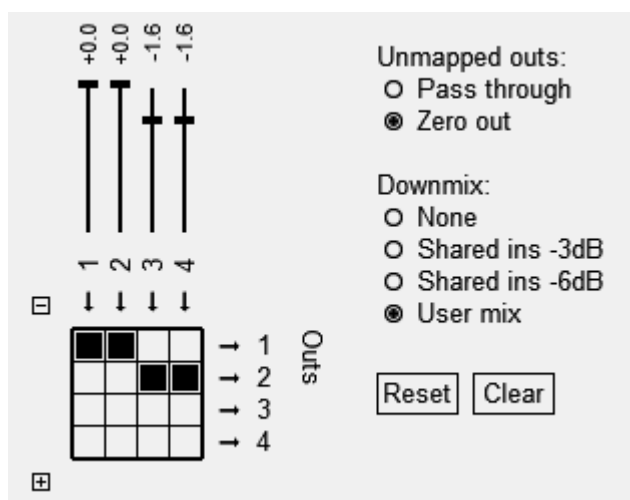 +0.0 +0.0 -1.6 -1.6
1 2 3 4
1
2
3
4
Outs
Unmapped outs:
Pass through
Zero out
Downmix:
None
Shared ins -3dB
Shared ins -6dB
User mix
Reset Clear